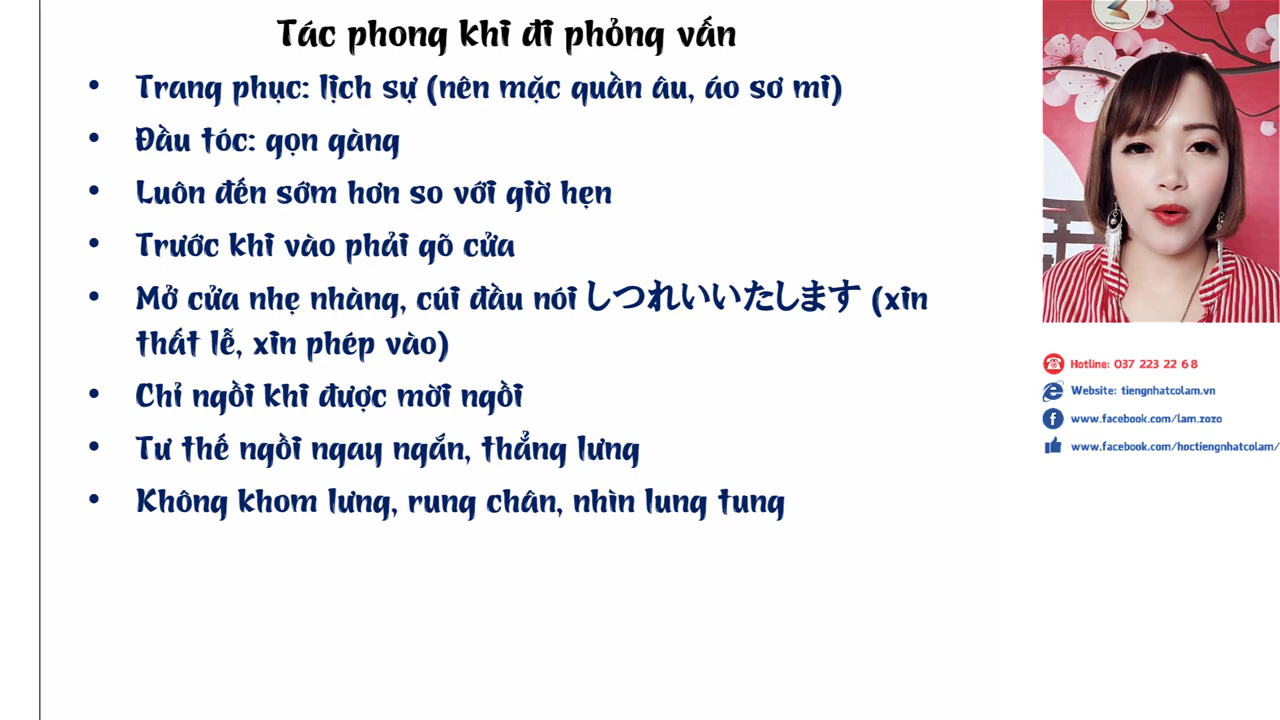 Tác phong khi đi phỏng vấn
• Trang phục: lịch sự (nên mặc quần âu, áo sơ mi)
• Đầu tóc: gọn gàng
• Luôn đến sớm hơn so với giờ hẹn
• Trước khi vào phải gõ cửa
• Mở cửa nhẹ nhàng, cúi đầu nói しつれいいたします (xin
thất lễ, xin phép vào)
• Chỉ ngồi khi được mời ngồi
• Tư thế ngồi ngay ngắn, thẳng lưng
• Không khom lưng, rung chân, nhìn lung tung
Hotline: 037 223 22 68
Website: tiengnhatcolam.vn
www.facebook.com/lam.zozo
www.facebook.com/hoctiengnhatcolam/